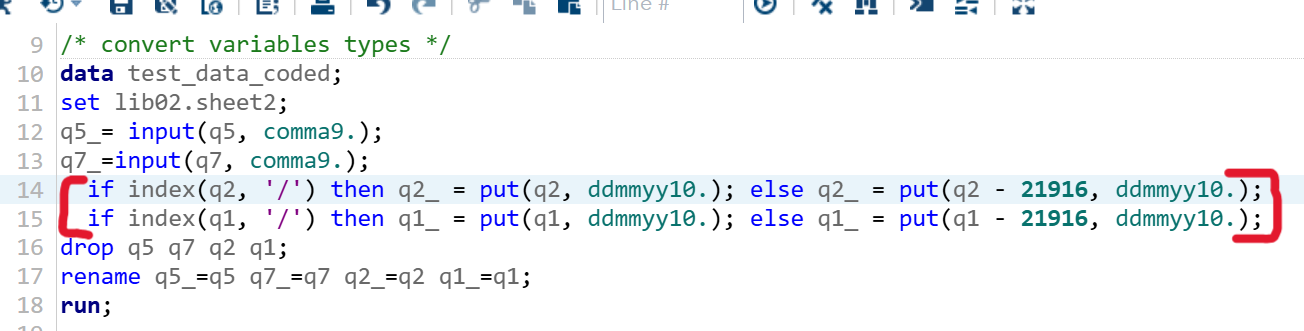 Line #
9 /* convert variables types */
10 data test_data_coded;
11 set lib02.sheet2;
12 q5_= input(q5, comma9.);
13 q7_=input(q7, comma9.);
14 if index(q2, '/') then q2_ = put(q2, ddmmyy10.); else q2_ = put(q2 - 21916, ddmmyy10.);
15 if index(q1, '/') then q1_ = put(q1, ddmmyy10.); else q1_ = put(q1 - 21916, ddmmyy10.);
16 drop q5 q7 q2 q1;
17 rename q5_=q5 q7_=q7 q2_=q2 q1_=q1;
18 run;